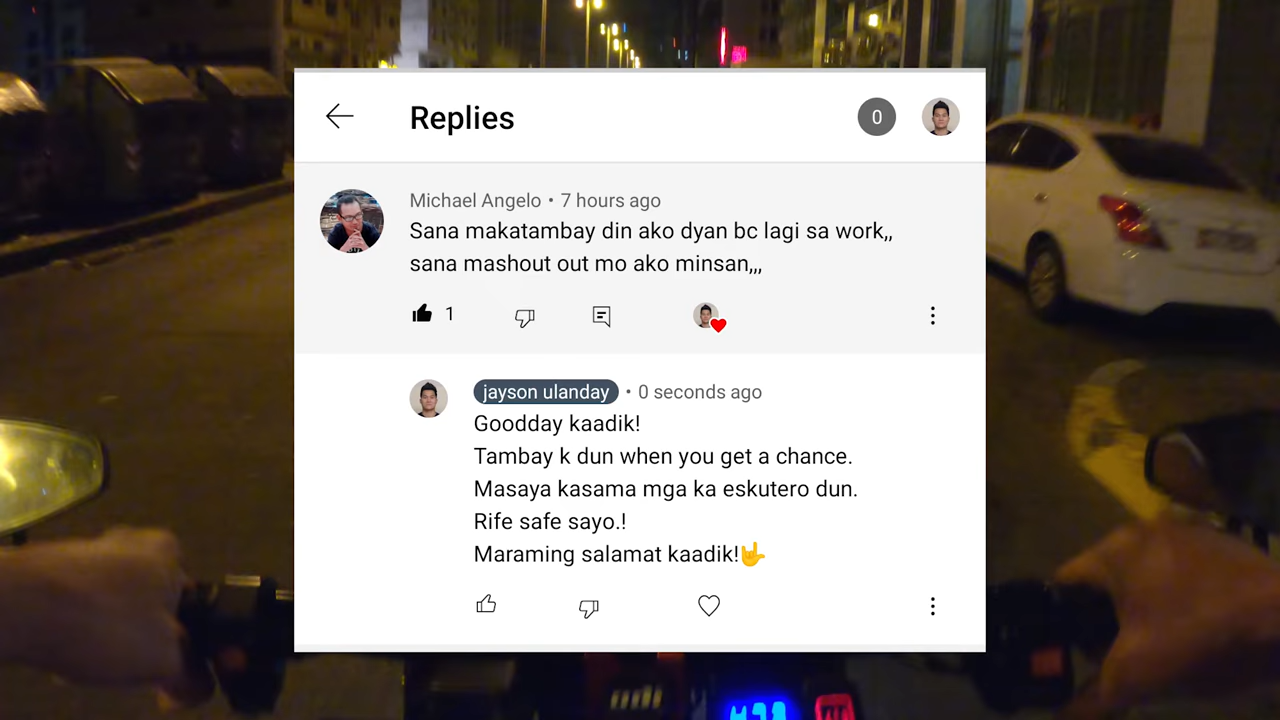 Replies
0
Michael Angelo • 7 hours ago
Sana makatambay din ako dyan bc lagi sa work,,
sana mashout out mo ako minsan,,,
1
jayson ulanday • 0 seconds ago
Goodday kaadik!
Tambay k dun when you get a chance.
Masaya kasama mga ka eskutero dun.
Rife safe sayo.!
Maraming salamat kaadik!🤟